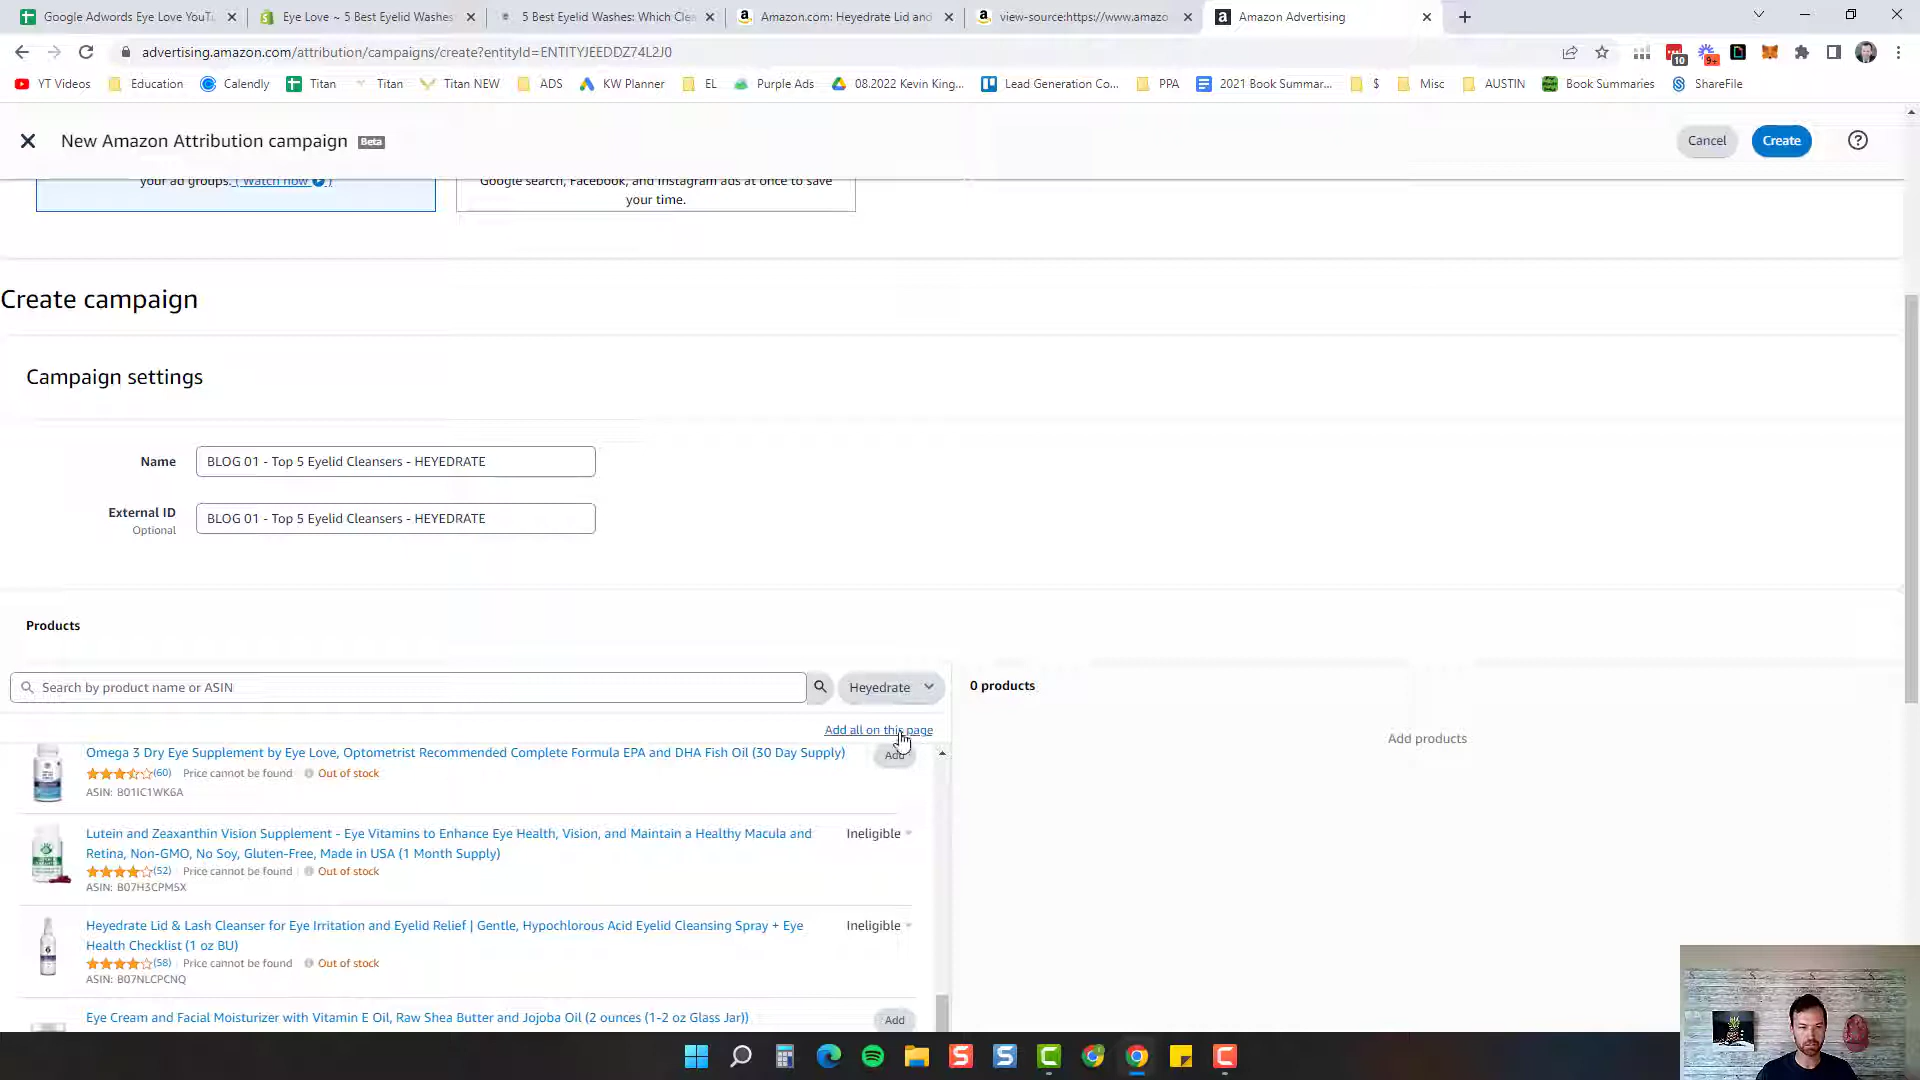 Google Adwords Eye Love YouTu
Eye Love ~ 5 Best Eyelid Washes
5 Best Eyelid Washes: Which Clea
Amazon.com: Heyedrate Lid and
view-source:https://www.amazo
Amazon Advertising
advertising.amazon.com/attribution/campaigns/create?entityId=ENTITYJEEDDZ74L2J0
10
9+
YT Videos
Education
Calendly
Titan
Titan
Titan NEW
ADS
KW Planner
EL
Purple Ads
08.2022 Kevin King...
Lead Generation Co...
PPA
2021 Book Summar...
$
Misc
AUSTIN
Book Summaries
ShareFile
New Amazon Attribution campaign Beta
Cancel
Create
your ad groups. ( Watch now )
Google search, Facebook, and Instagram ads at once to save
your time.
Create campaign
Campaign settings
Name
BLOG 01 - Top 5 Eyelid Cleansers - HEYEDRATE
External ID
Optional
BLOG 01 - Top 5 Eyelid Cleansers - HEYEDRATE
Products
Search by product name or ASIN
Heyedrate
0 products
Add all on this page
Add products
Omega 3 Dry Eye Supplement by Eye Love, Optometrist Recommended Complete Formula EPA and DHA Fish Oil (30 Day Supply)
Add
(60) Price cannot be found Out of stock
ASIN: B01IC1WK6A
Lutein and Zeaxanthin Vision Supplement - Eye Vitamins to Enhance Eye Health, Vision, and Maintain a Healthy Macula and
Retina, Non-GMO, No Soy, Gluten-Free, Made in USA (1 Month Supply)
Ineligible
(52) Price cannot be found Out of stock
ASIN: B07H3CPMSX
Heyedrate Lid & Lash Cleanser for Eye Irritation and Eyelid Relief | Gentle, Hypochlorous Acid Eyelid Cleansing Spray + Eye
Health Checklist (1 oz BU)
Ineligible
(58) Price cannot be found Out of stock
ASIN: B07NLCPCNQ
Eye Cream and Facial Moisturizer with Vitamin E Oil, Raw Shea Butter and Jojoba Oil (2 ounces (1-2 oz Glass Jar))
Add